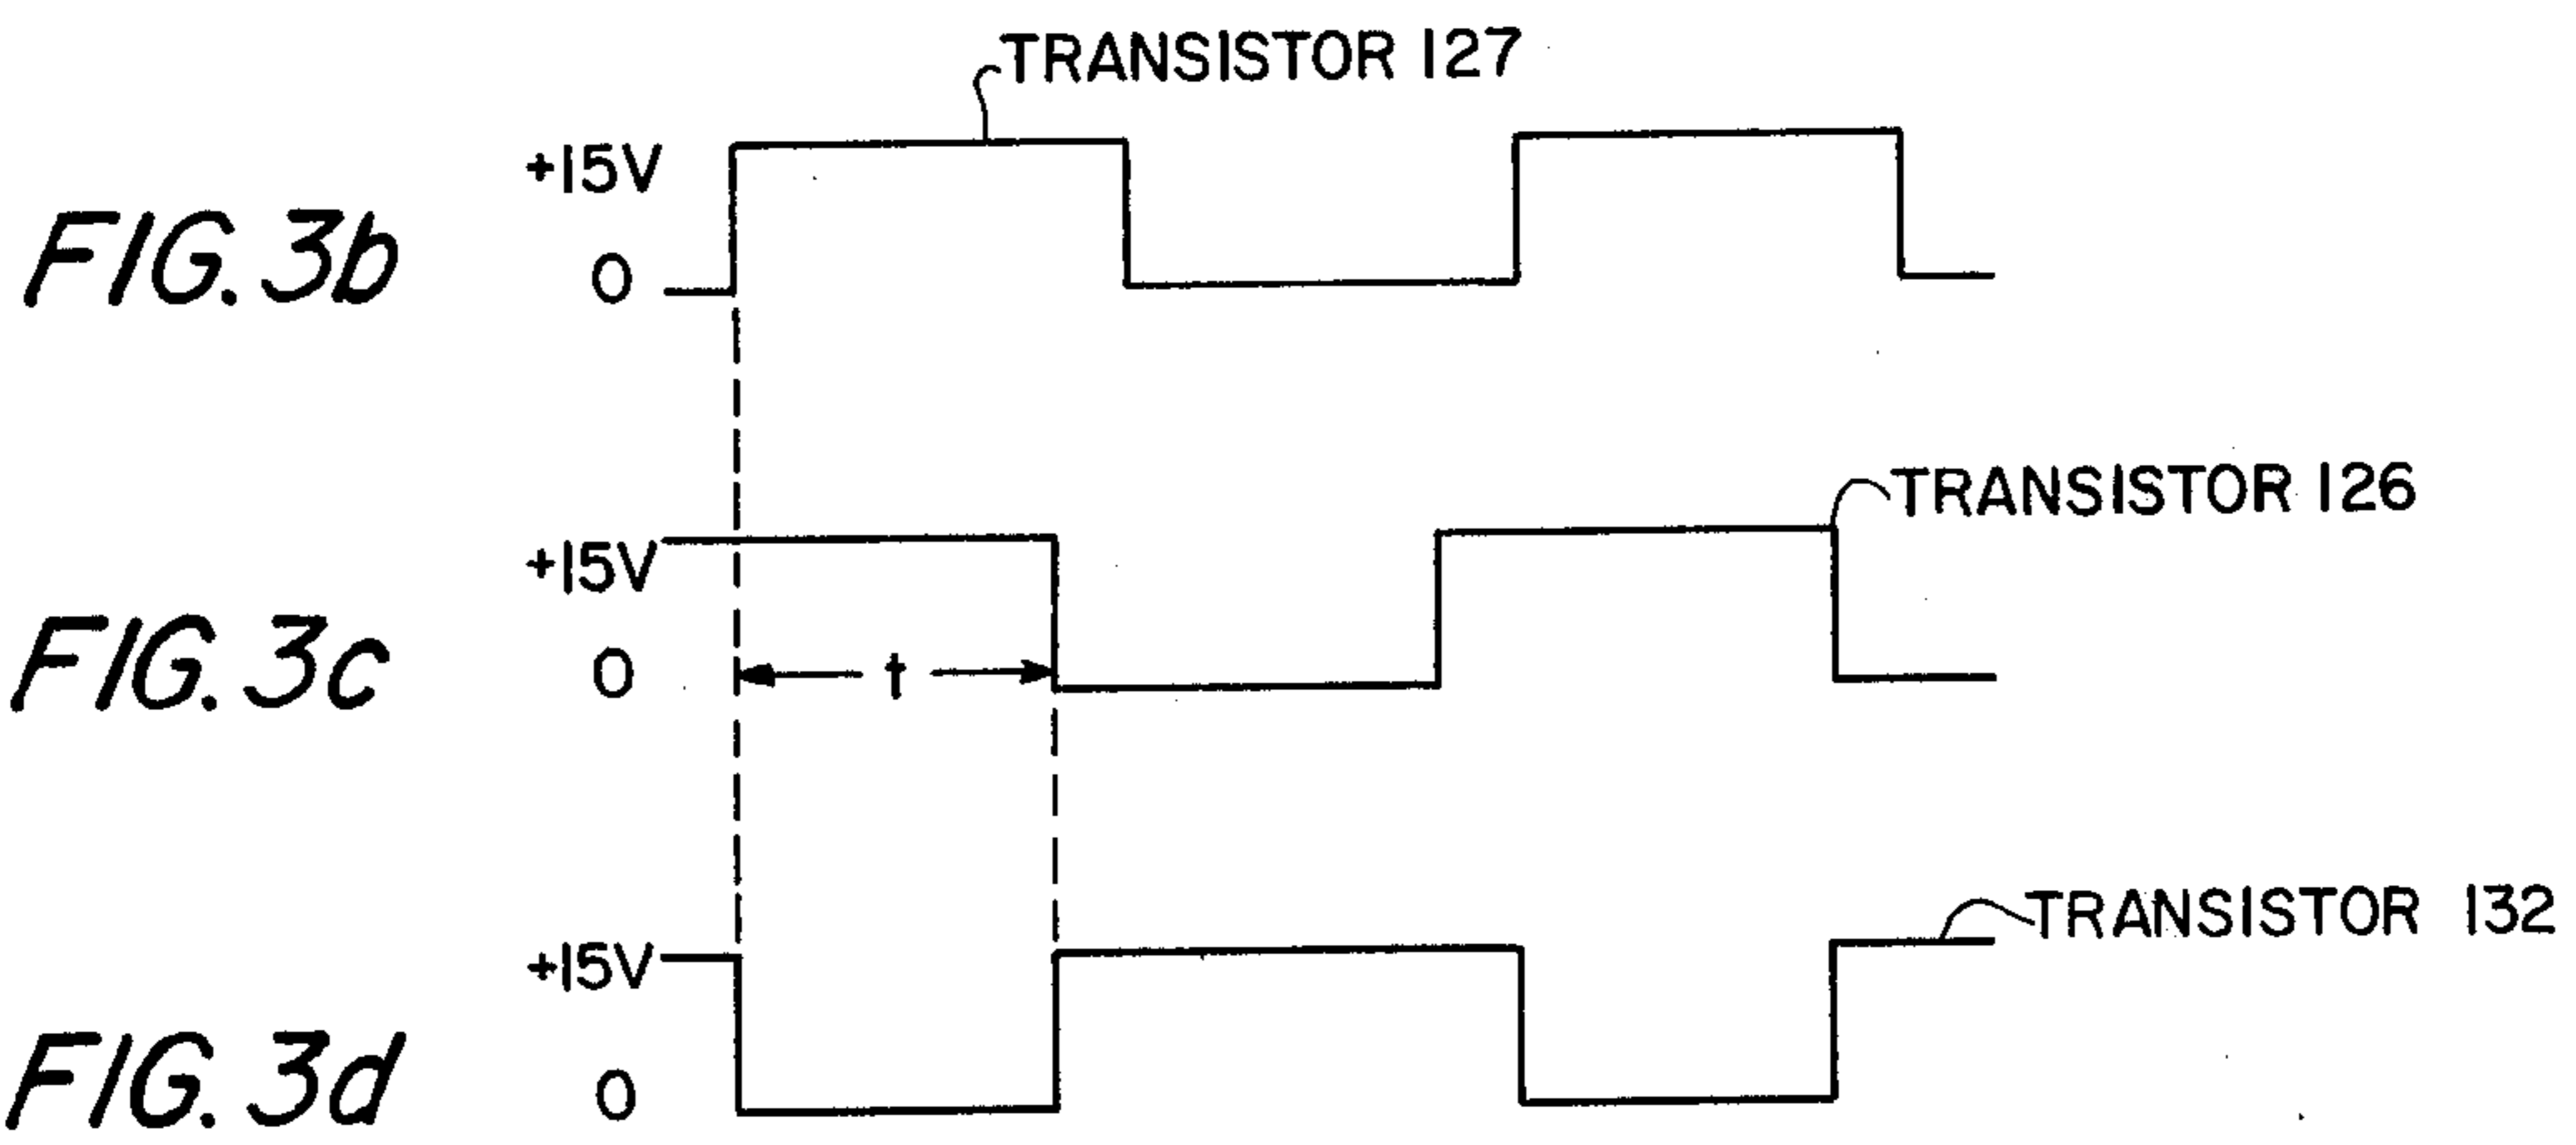 TRANSISTOR 127
+15V
FIG. 3b
0
TRANSISTOR 126
+15V
FIG. 3c
0
t
TRANSISTOR 132
+15V
FIG. 3d
0